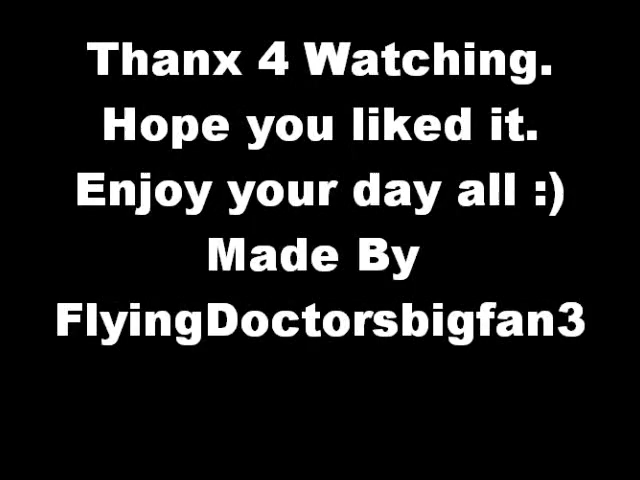 Thanx 4 Watching.
Hope you liked it.
Enjoy your day all :)
Made By
FlyingDoctorsbigfan3